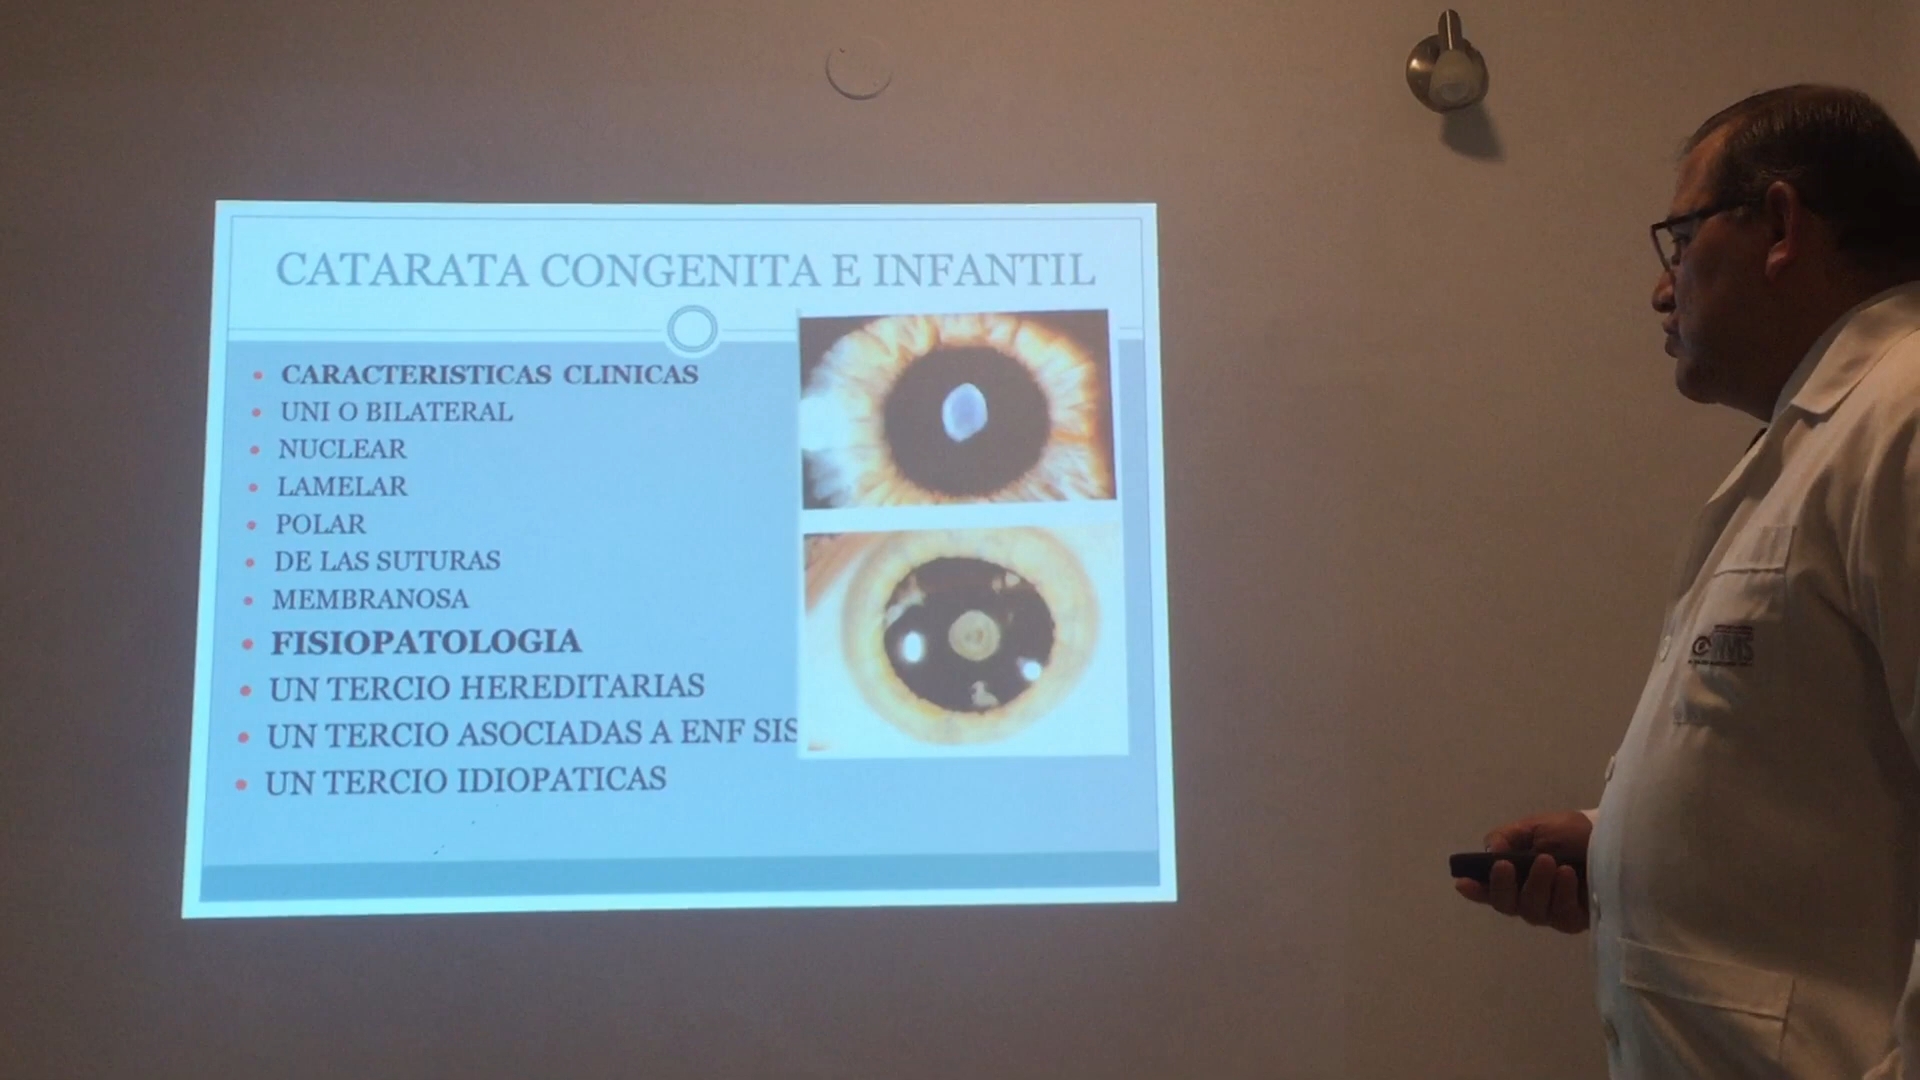 CATARATA CONGENITA E INFANTIL
CARACTERISTICAS CLINICAS
UNI O BILATERAL
NUCLEAR
LAMELAR
POLAR
DE LAS SUTURAS
MEMBRANOSA
FISIOPATOLOGIA
UN TERCIO HEREDITARIAS
UN TERCIO ASOCIADAS A ENF SIS
UN TERCIO IDIOPATICAS